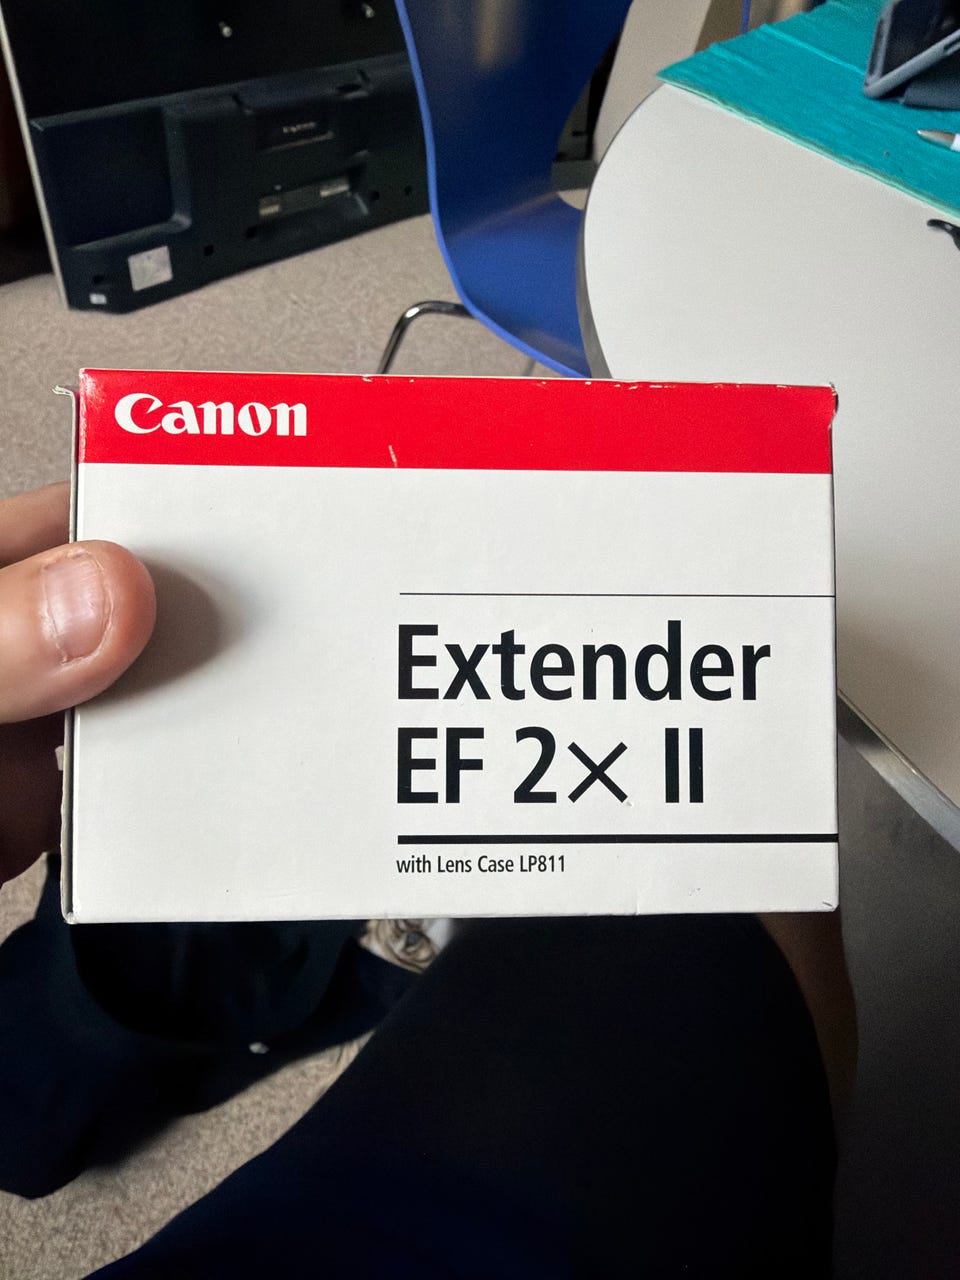 Canon
Extender
EF 2× II
with Lens Case LP811